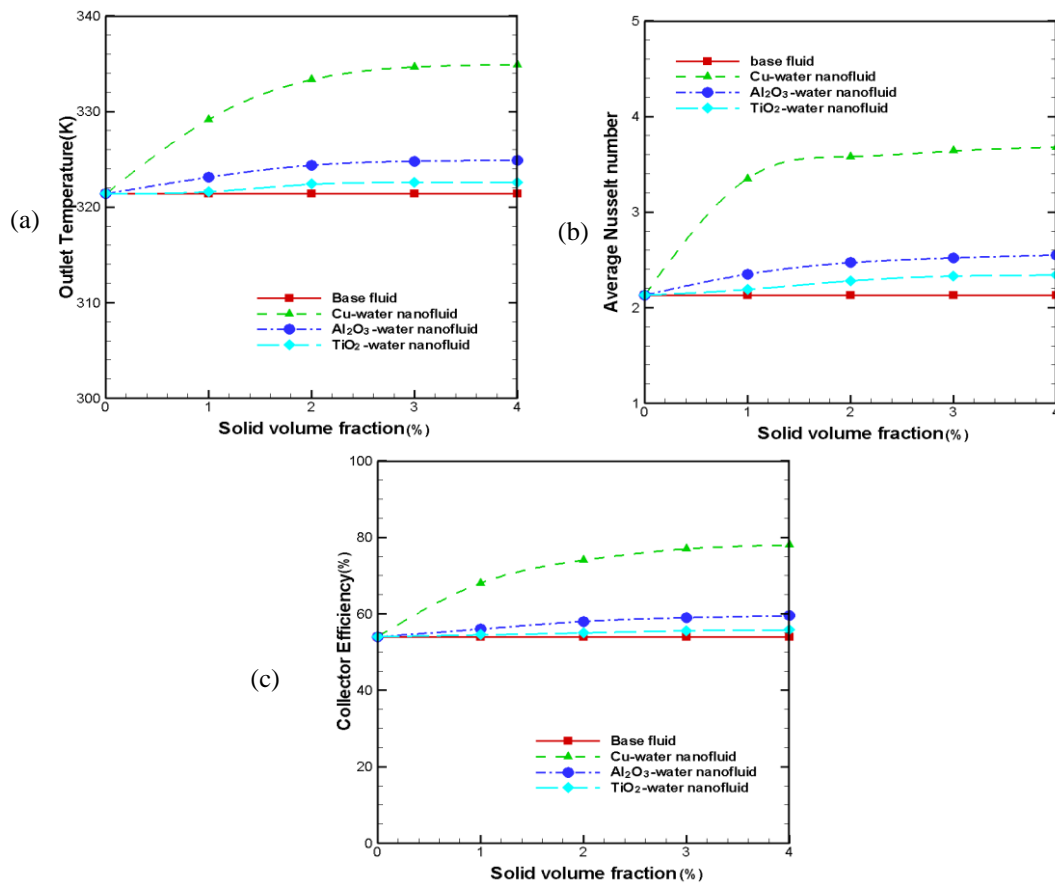 (a)
Outlet Temperature(K)
340
330
320
310
300
Base fluid
Cu-water nanofluid
Al₂O₃-water nanofluid
TiO₂-water nanofluid
0 1 2 3 4
Solid volume fraction(%)
(b)
Average Nusselt number
5
4
3
2
1
base fluid
Cu-water nanofluid
Al₂O₃-water nanofluid
TiO₂-water nanofluid
0 1 2 3 4
Solid volume fraction(%)
(c)
Collector Efficiency(%)
100
80
60
40
20
0
Base fluid
Cu-water nanofluid
Al₂O₃-water nanofluid
TiO₂-water nanofluid
0 1 2 3 4
Solid volume fraction(%)